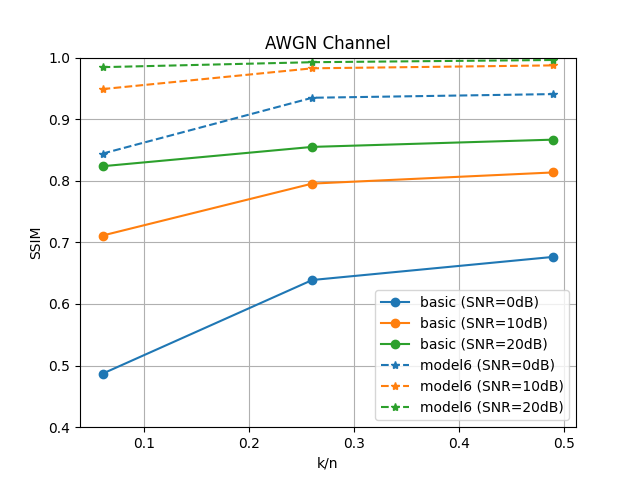 AWGN Channel
1.0
0.9
0.8
0.7
0.6
0.5
0.4
SSIM
basic (SNR=0dB)
basic (SNR=10dB)
basic (SNR=20dB)
model6 (SNR=0dB)
model6 (SNR=10dB)
model6 (SNR=20dB)
0.1 0.2 0.3 0.4 0.5
k/n